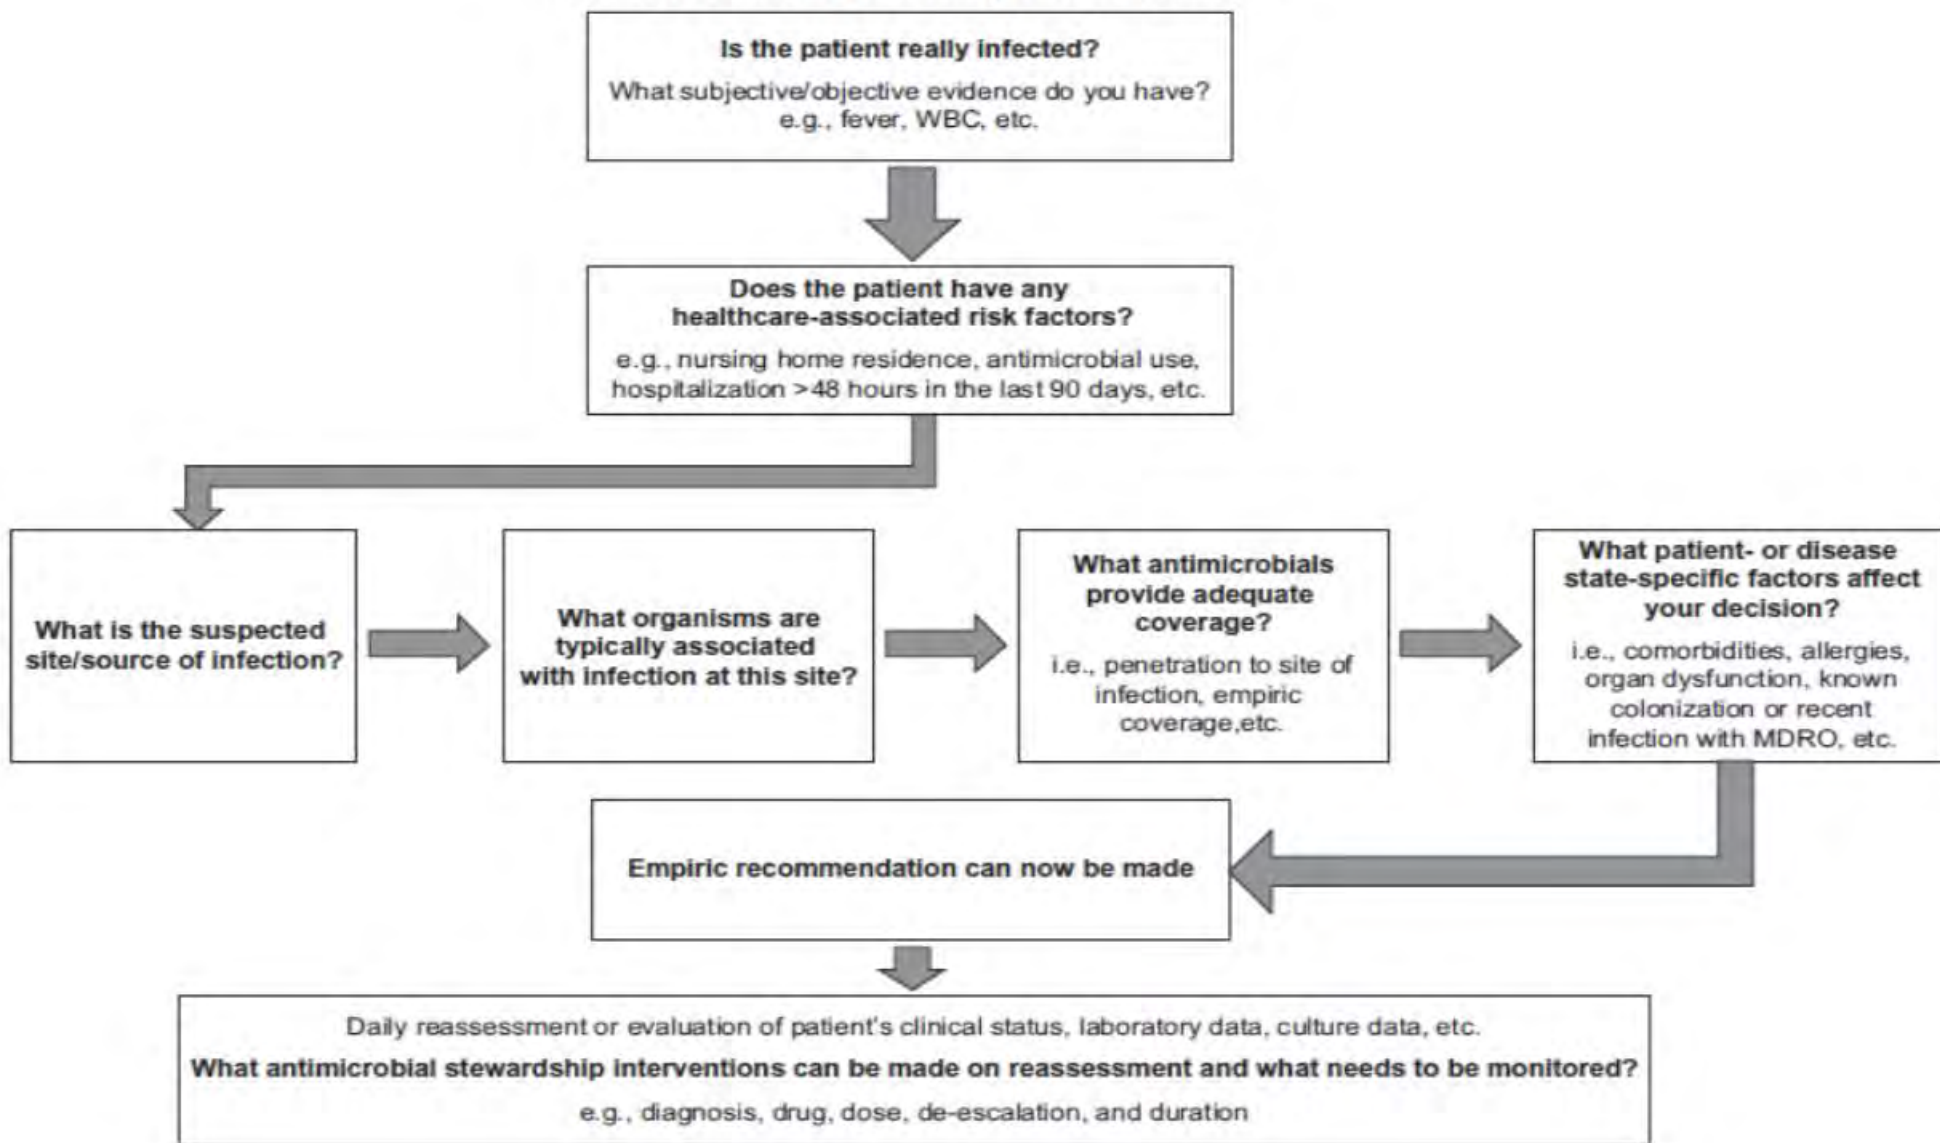 Is the patient really infected?
What subjective/objective evidence do you have?
e.g., fever, WBC, etc.
Does the patient have any
healthcare-associated risk factors?
e.g., nursing home residence, antimicrobial use,
hospitalization >48 hours in the last 90 days, etc.
What is the suspected
site/source of infection?
What organisms are
typically associated
with infection at this site?
What antimicrobials
provide adequate
coverage?
i.e., penetration to site of
infection, empiric
coverage,etc.
What patient- or disease
state-specific factors affect
your decision?
i.e., comorbidities, allergies,
organ dysfunction, known
colonization or recent
infection with MDRO, etc.
Empiric recommendation can now be made
Daily reassessment or evaluation of patient's clinical status, laboratory data, culture data, etc.
What antimicrobial stewardship interventions can be made on reassessment and what needs to be monitored?
e.g., diagnosis, drug, dose, de-escalation, and duration